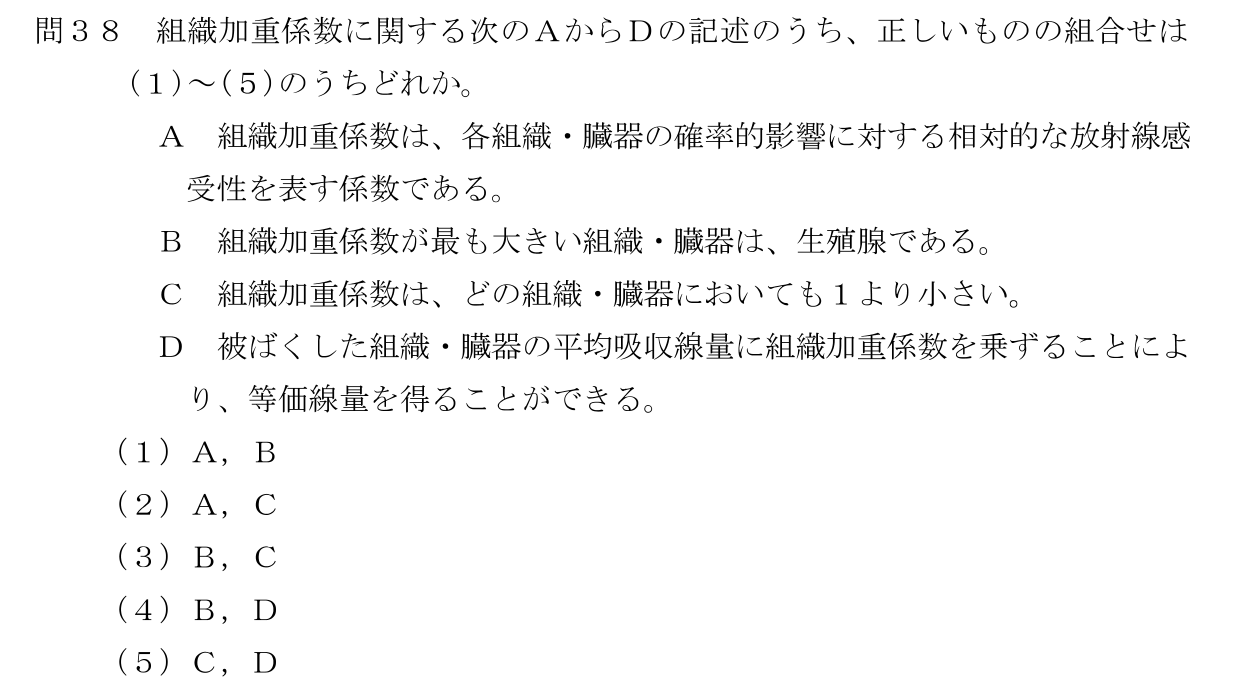 問３８　組織加重係数に関する次のＡからＤの記述のうち、正しいものの組合せは
（１）～（５）のうちどれか。
Ａ　組織加重係数は、各組織・臓器の確率的影響に対する相対的な放射線感
受性を表す係数である。
Ｂ　組織加重係数が最も大きい組織・臓器は、生殖腺である。
Ｃ　組織加重係数は、どの組織・臓器においても１より小さい。
Ｄ　被ばくした組織・臓器の平均吸収線量に組織加重係数を乗ずることによ
り、等価線量を得ることができる。
（１）Ａ，Ｂ
（２）Ａ，Ｃ
（３）Ｂ，Ｃ
（４）Ｂ，Ｄ
（５）Ｃ，Ｄ